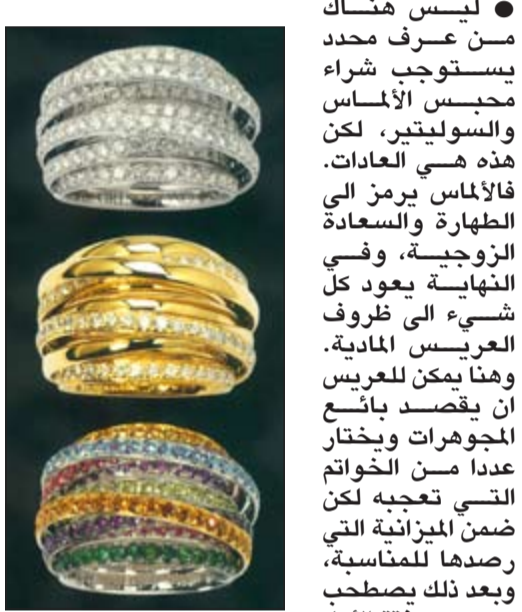 ● ليس هناك
من عرف محدد
يستوجب شراء
محبس الألماس
والسوليتير، لكن
هذه هي العادات.
فالألماس يرمز الى
الطهارة والسعادة
الزوجية، وفي
النهاية يعود كل
شيء الى ظروف
العريس المادية.
وهنا يمكن للعريس
ان يقصد بائع
المجوهرات ويختار
عددا من الخواتم
التي تعجبه لكن
ضمن الميزانية التي
رصدها للمناسبة،
وبعد ذلك يصطحب